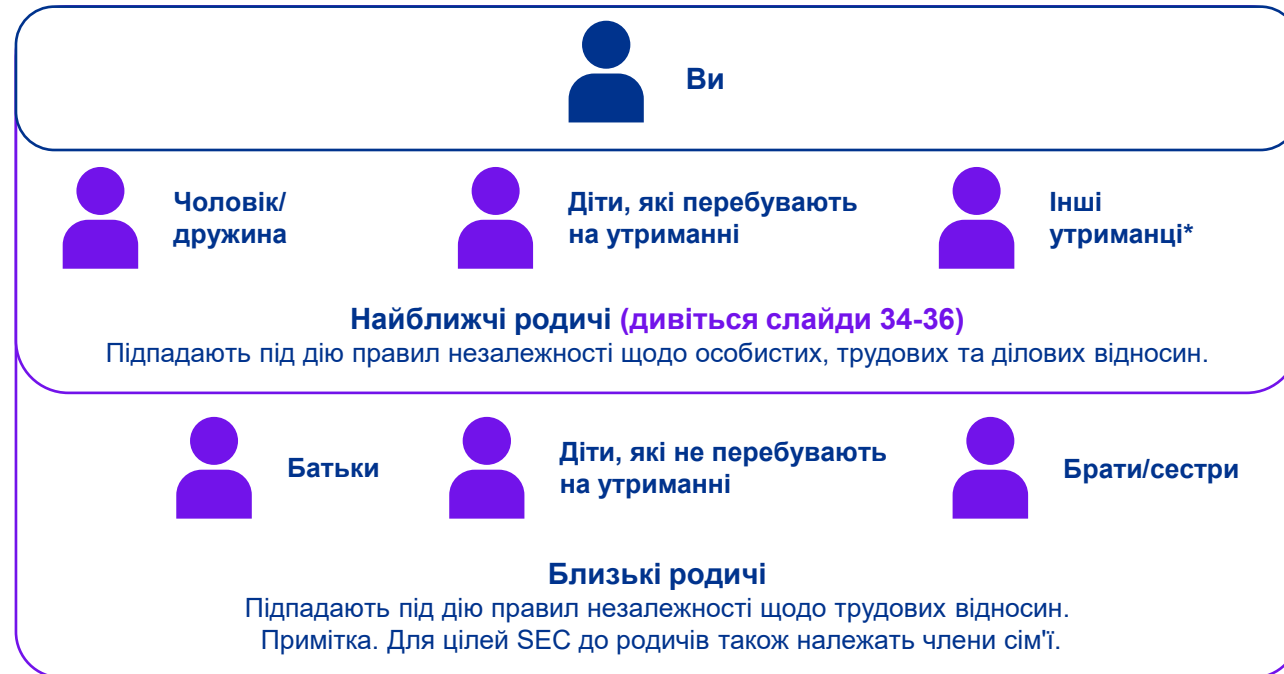 Ви
Чоловік/
дружина
Діти, які перебувають
на утриманні
Інші
утриманці*
Найближчі родичі (дивіться слайди 34-36)
Підпадають під дію правил незалежності щодо особистих, трудових та ділових відносин.
Батьки
Діти, які не перебувають
на утриманні
Брати/сестри
Близькі родичі
Підпадають під дію правил незалежності щодо трудових відносин.
Примітка. Для цілей SEC до родичів також належать члени сім'ї.